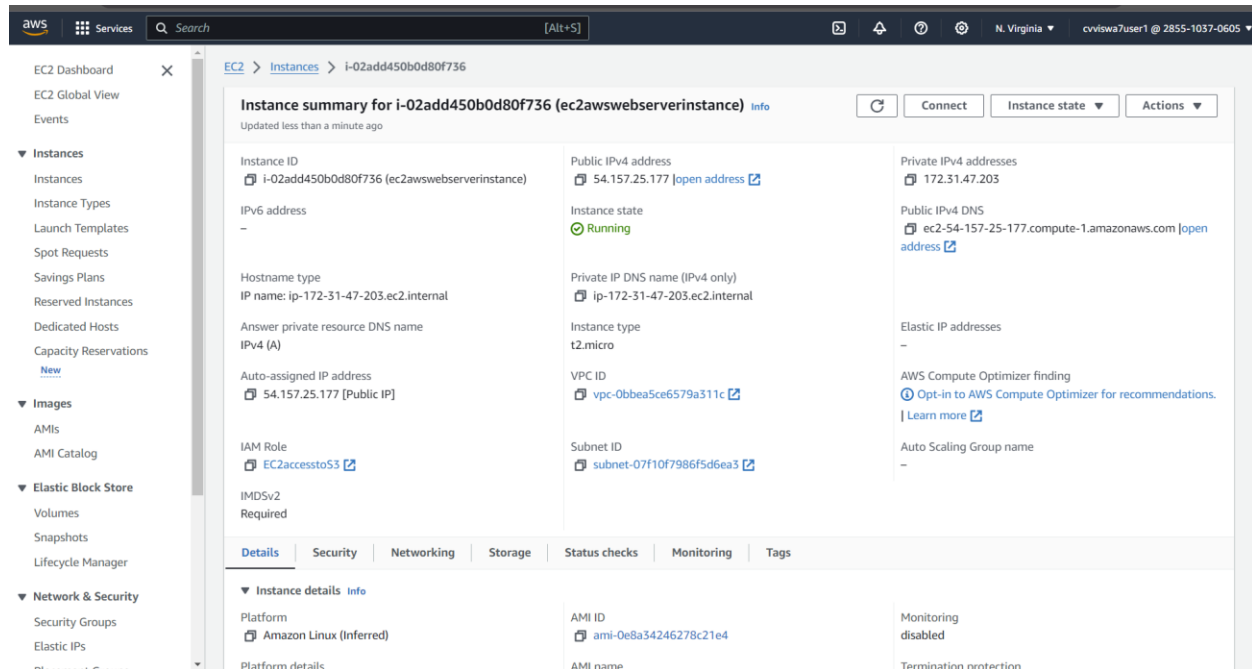 aws Services Search [Alt+S] N. Virginia ▼ cvviswa7user1 @ 2855-1037-0605 ▼
EC2 Dashboard
EC2 Global View
Events
▼ Instances
Instances
Instance Types
Launch Templates
Spot Requests
Savings Plans
Reserved Instances
Dedicated Hosts
Capacity Reservations
New
▼ Images
AMIs
AMI Catalog
▼ Elastic Block Store
Volumes
Snapshots
Lifecycle Manager
▼ Network & Security
Security Groups
Elastic IPs
EC2 > Instances > i-02add450b0d80f736
Instance summary for i-02add450b0d80f736 (ec2awswebserverinstance) Info
Connect Instance state ▼ Actions ▼
Updated less than a minute ago
Instance ID
i-02add450b0d80f736 (ec2awswebserverinstance)
Public IPv4 address
54.157.25.177 |open address
Private IPv4 addresses
172.31.47.203
IPv6 address
–
Instance state
Running
Public IPv4 DNS
ec2-54-157-25-177.compute-1.amazonaws.com |open
address
Hostname type
IP name: ip-172-31-47-203.ec2.internal
Private IP DNS name (IPv4 only)
ip-172-31-47-203.ec2.internal
Answer private resource DNS name
IPv4 (A)
Instance type
t2.micro
Elastic IP addresses
–
Auto-assigned IP address
54.157.25.177 [Public IP]
VPC ID
vpc-0bbea5ce6579a311c
AWS Compute Optimizer finding
Opt-in to AWS Compute Optimizer for recommendations.
| Learn more
IAM Role
EC2accesstoS3
Subnet ID
subnet-07f10f7986f5d6ea3
Auto Scaling Group name
–
IMDSv2
Required
Details Security Networking Storage Status checks Monitoring Tags
▼ Instance details Info
Platform
Amazon Linux (Inferred)
AMI ID
ami-0e8a34246278c21e4
Monitoring
disabled
Platform details
AMI name
Termination protection